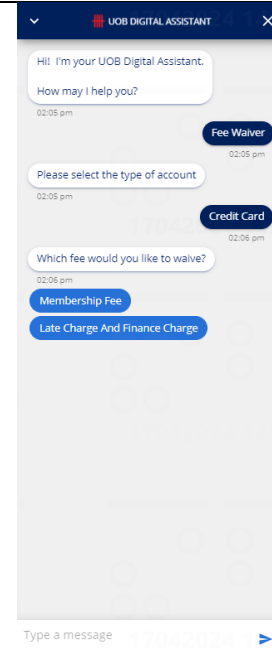 UOB DIGITAL ASSISTANT
Hi! I'm your UOB Digital Assistant.
How may I help you?
02:05 pm
Fee Waiver
02:05 pm
Please select the type of account
02:05 pm
Credit Card
02:06 pm
Which fee would you like to waive?
02:06 pm
Membership Fee
Late Charge And Finance Charge
Type a message